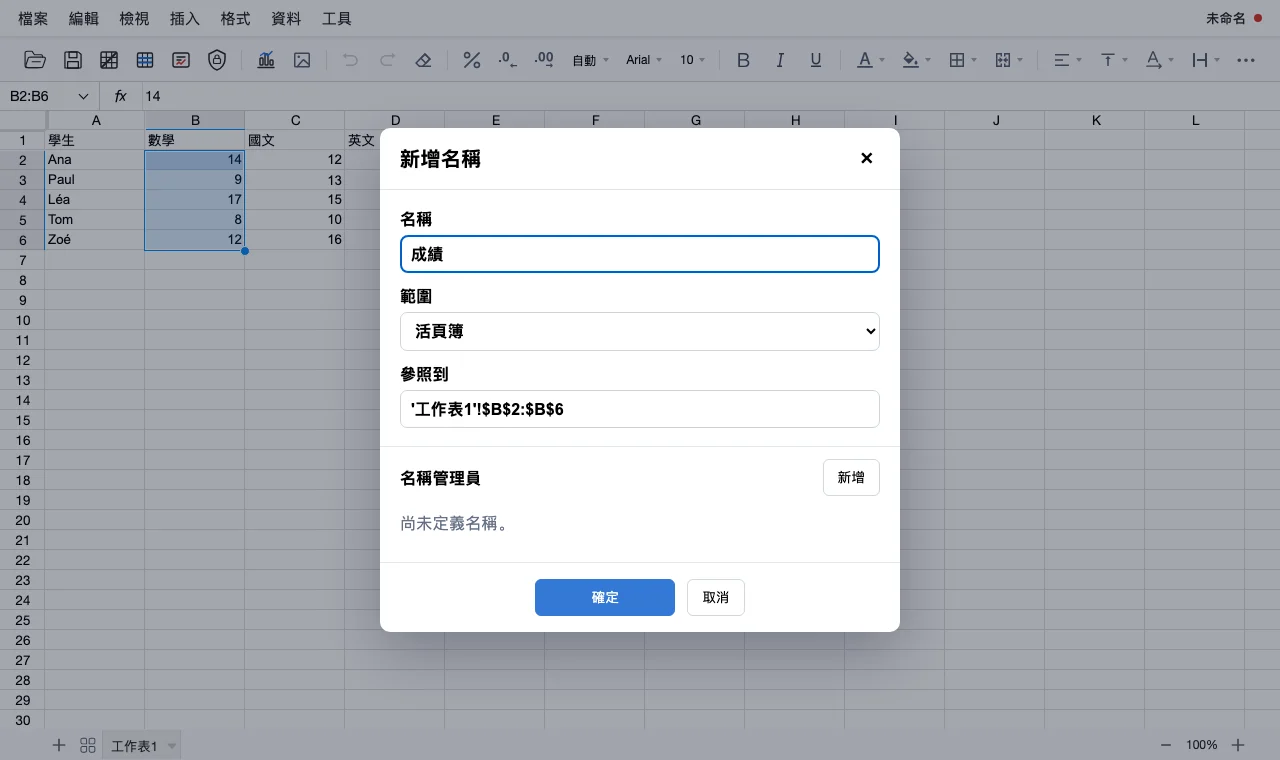 檔案 編輯 檢視 插入 格式 資料 工具 未命名
% .0 .00 自動 Arial 10 B I U A A
B2:B6 fx 14
A B C D E F G H I J K L
1 學生 數學 國文 英文
2 Ana 14 12
3 Paul 9 13
4 Léa 17 15
5 Tom 8 10
6 Zoé 12 16
7
8
9
10
11
12
13
14
15
16
17
18
19
20
21
22
23
24
25
26
27
28
29
30
新增名稱
名稱
成績
範圍
活頁簿
參照到
'工作表1'!$B$2:$B$6
名稱管理員 新增
尚未定義名稱。
確定 取消
工作表1 100%